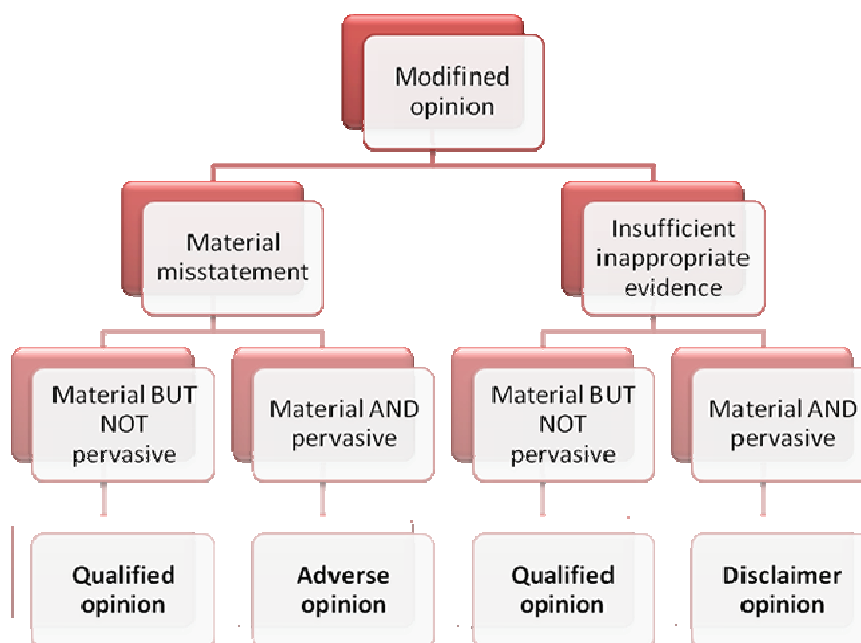 Modifined
opinion
Material
misstatement
Insufficient
inappropriate
evidence
Material BUT
NOT
pervasive
Material AND
pervasive
Material BUT
NOT
pervasive
Material AND
pervasive
Qualified
opinion
Adverse
opinion
Qualified
opinion
Disclaimer
opinion